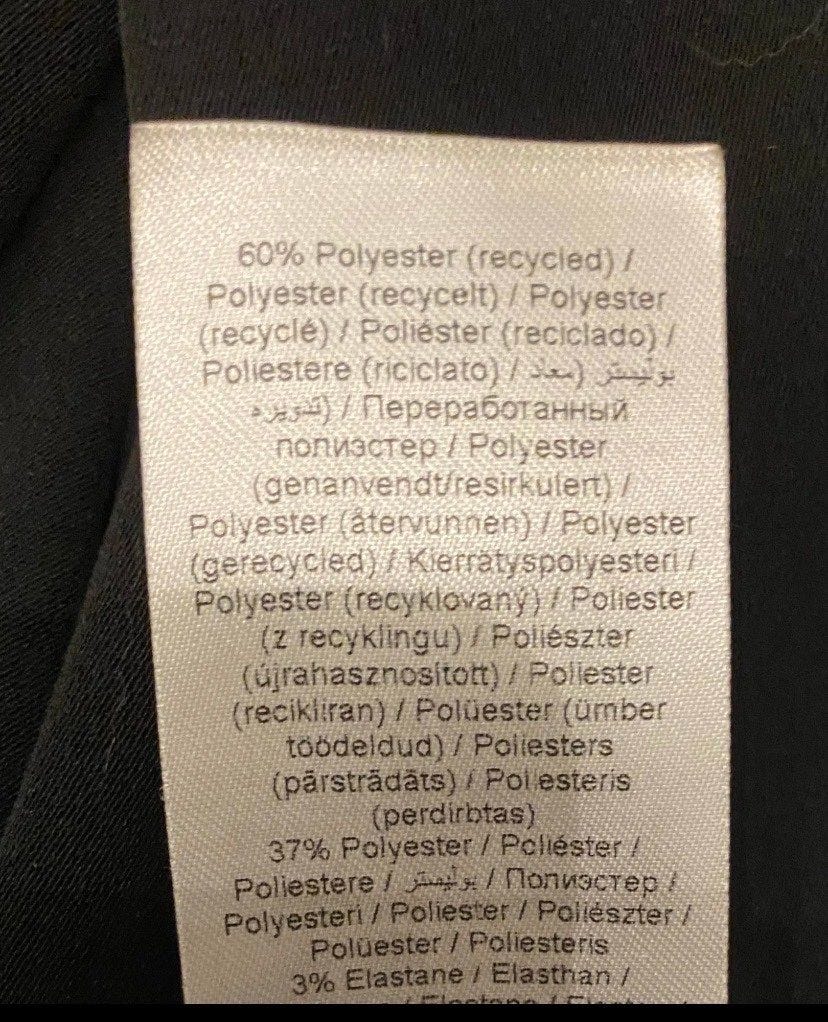 60% Polyester (recycled) /
Polyester (recycelt) / Polyester
(recyclé) / Poliéster (reciclado) /
Poliestere (riciclato) / بوليستر (معاد
تدويره) / Переработанный
полиэстер / Polyester
(genanvendt/resirkulert) /
Polyester (återvunnen) / Polyester
(gerecycled) / Kierrätyspolyesteri /
Polyester (recyklovaný) / Poliester
(z recyklingu) / Poliészter
(újrahasznosított) / Poliester
(recikliran) / Polüester (ümber
töödeldud) / Poliesters
(pārstrādāts) / Poliesteris
(perdirbtas)
37% Polyester / Poliéster /
Poliestere / بوليستر / Полиэстер /
Polyesteri / Poliester / Poliészter /
Polüester / Poliesteris
3% Elastane / Elasthan /